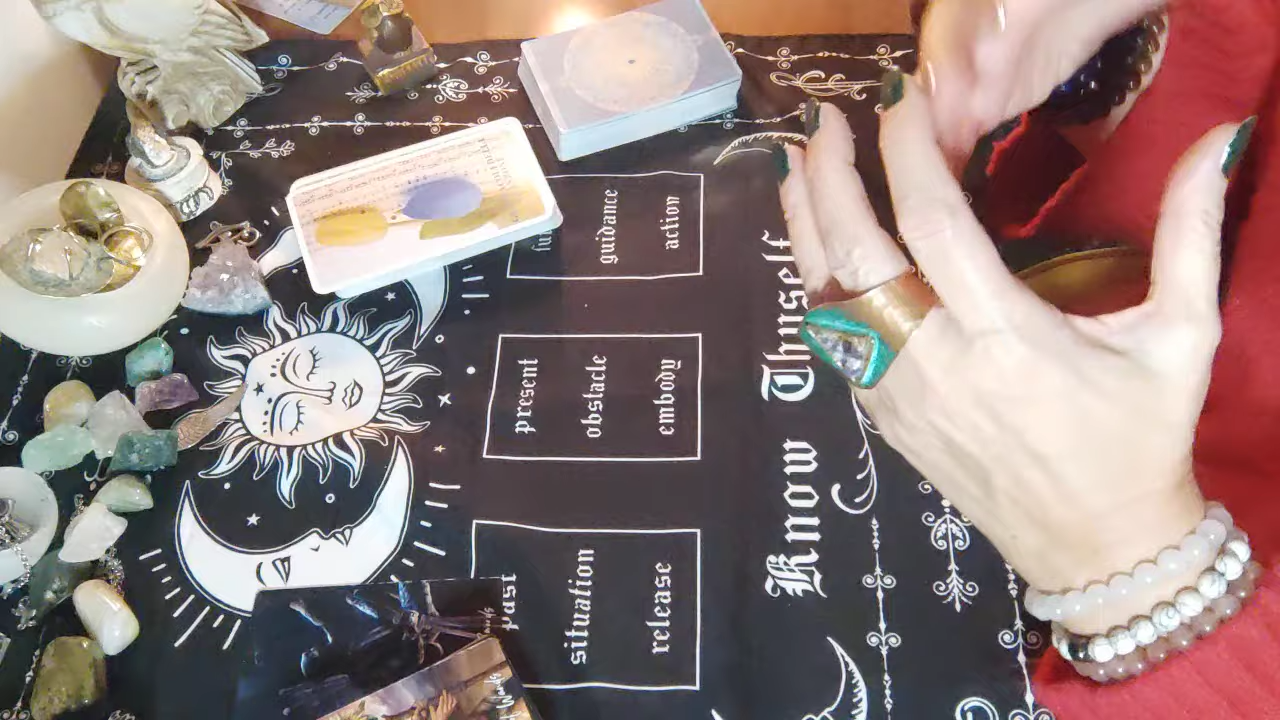 past
situation
release
present
obstacle
embody
guidance
action
Know Thyself